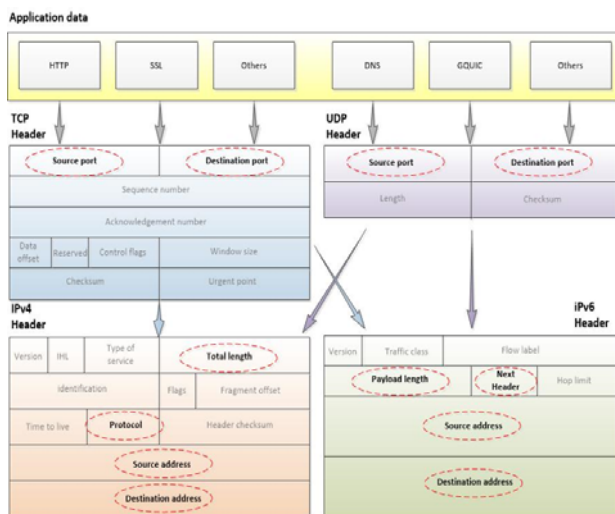 Application data
HTTP SSL Others DNS GQUIC Others
TCP Header
UDP Header
Source port Destination port
Sequence number
Acknowledgement number
Data offset Reserved Control flags Window size
Checksum Urgent point
Source port Destination port
Length Checksum
IPv4 Header
iPv6 Header
Version IHL Type of service Total length
identification Flags Fragment offset
Time to live Protocol Header checksum
Source address
Destination address
Version Traffic class Flow label
Payload length Next Header Hop limit
Source address
Destination address